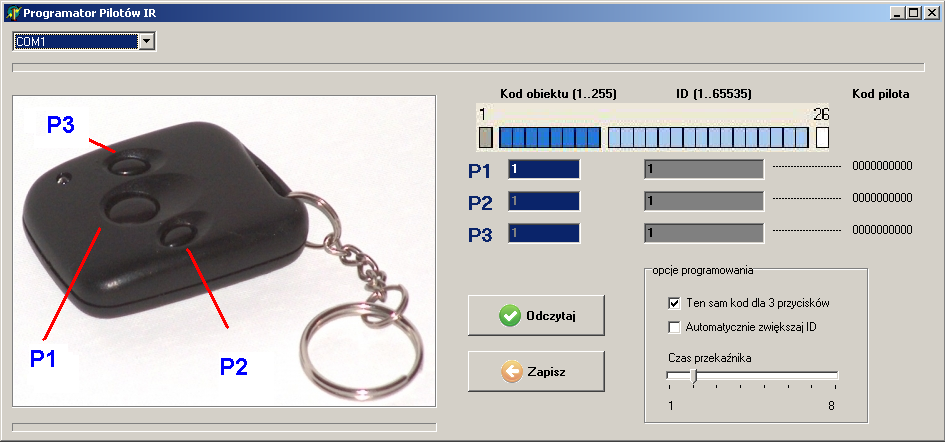 Programator Pilotów IR
COM1
P3
P1
P2
Kod obiektu (1..255) ID (1..65535) Kod pilota
1 26
P1 1 1 0000000000
P2 1 1 0000000000
P3 1 1 0000000000
Odczytaj
Zapisz
opcje programowania
Ten sam kod dla 3 przycisków
Automatycznie zwiększaj ID
Czas przekaźnika
1 8